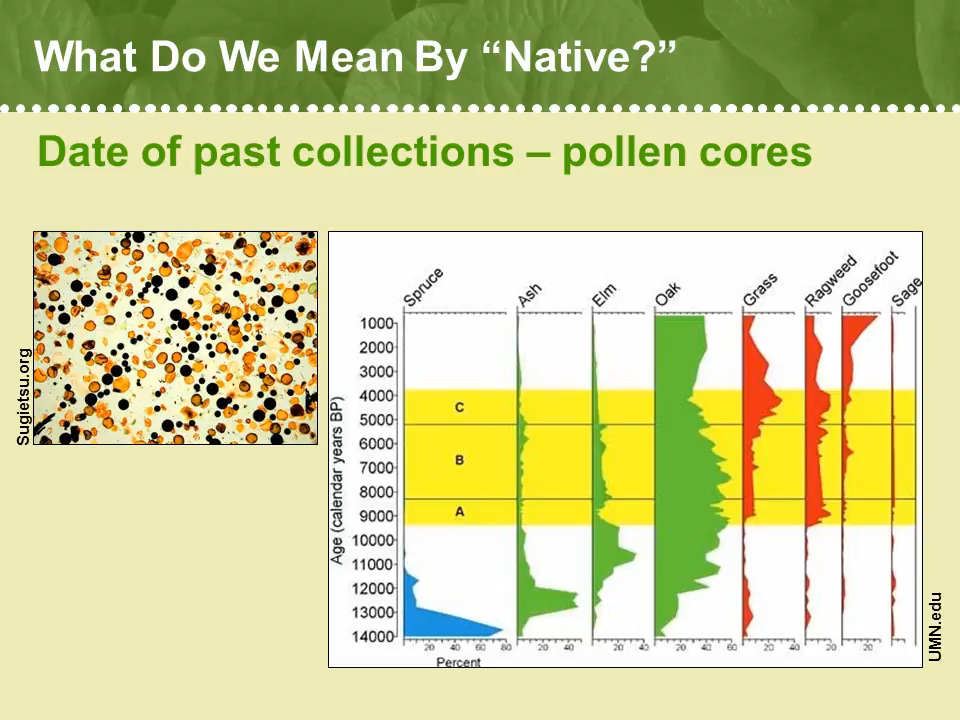 What Do We Mean By “Native?”
Date of past collections – pollen cores
Sugietsu.org
Spruce
Ash
Elm
Oak
Grass
Ragweed
Goosefoot
Sage
Age (calendar years BP)
1000
2000
3000
4000
5000
6000
7000
8000
9000
10000
11000
12000
13000
14000
C
B
A
20 40 60 80 20 40 20 40 20 40 60 20 40 20 20
Percent
UMN.edu